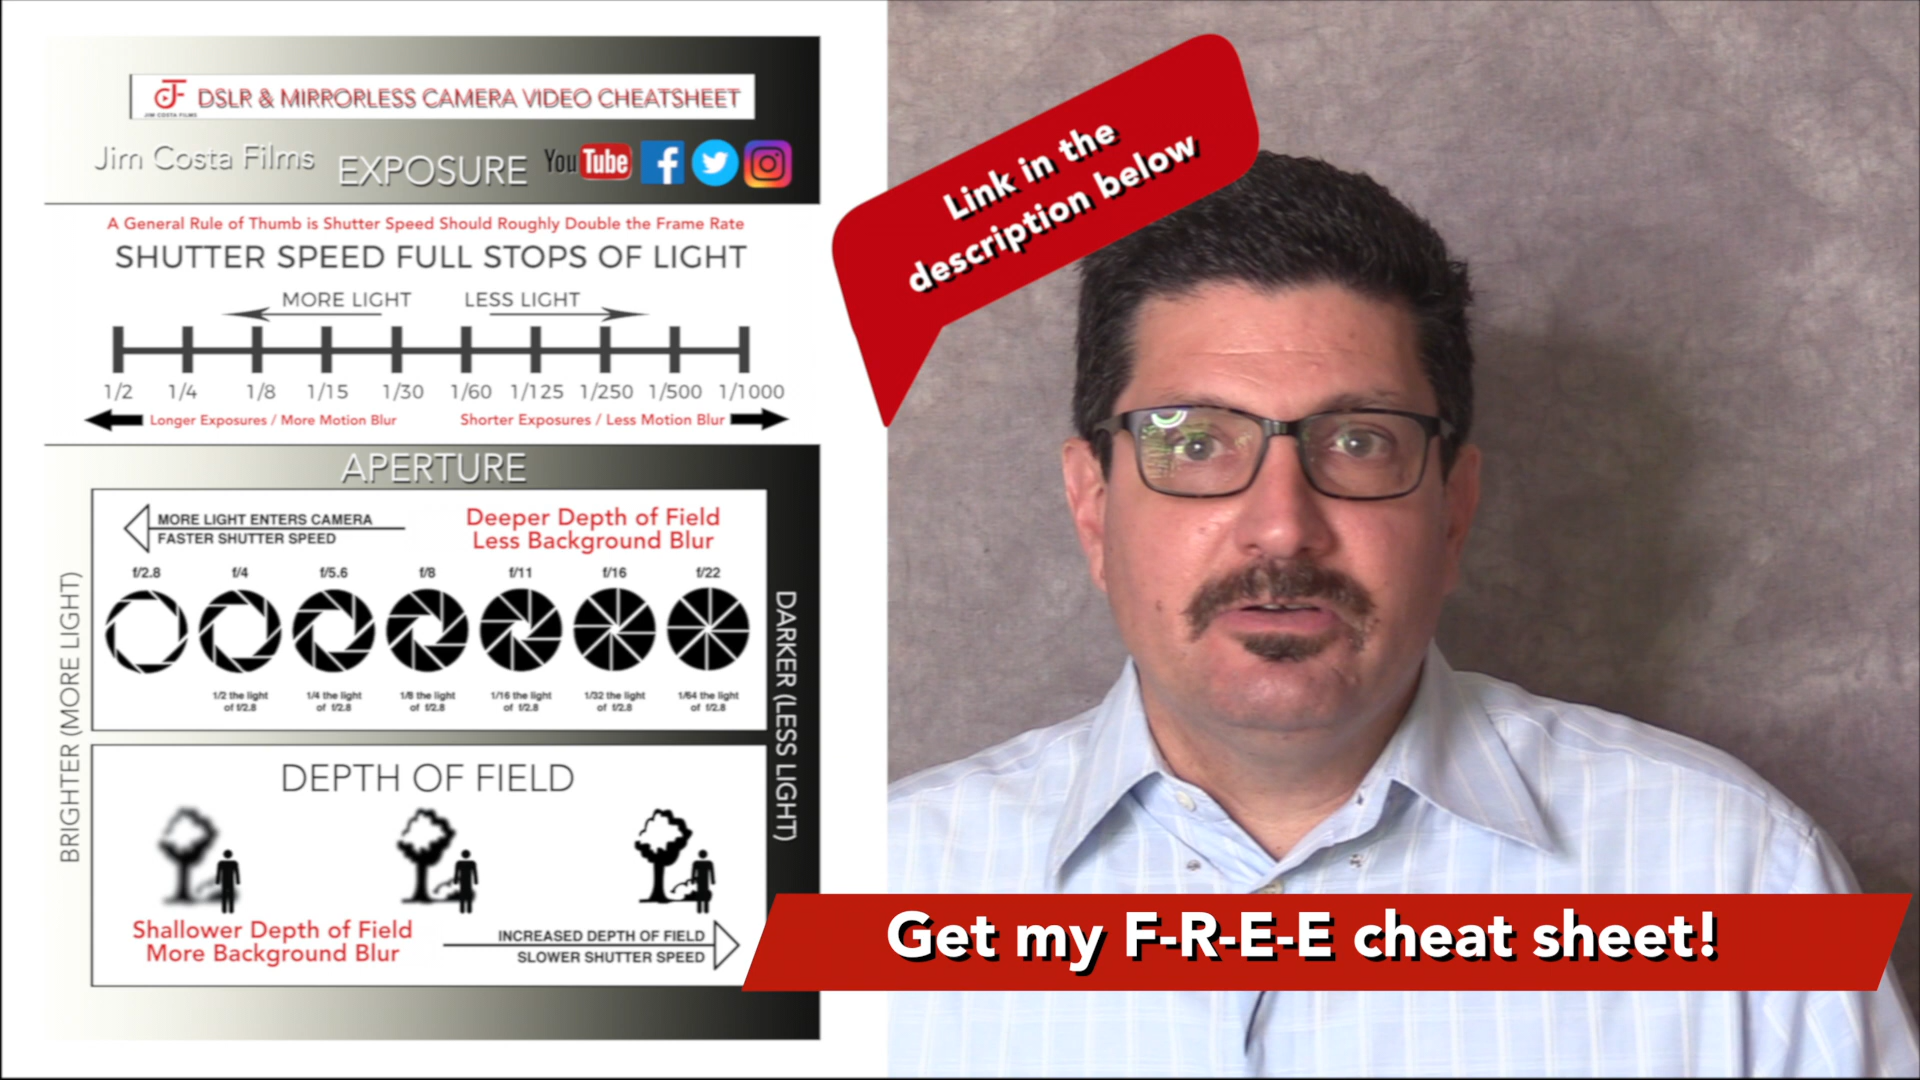 DSLR & MIRRORLESS CAMERA VIDEO CHEATSHEET
JIM COSTA FILMS
Jim Costa Films
EXPOSURE
You Tube
A General Rule of Thumb is Shutter Speed Should Roughly Double the Frame Rate
SHUTTER SPEED FULL STOPS OF LIGHT
MORE LIGHT LESS LIGHT
1/2 1/4 1/8 1/15 1/30 1/60 1/125 1/250 1/500 1/1000
Longer Exposures / More Motion Blur Shorter Exposures / Less Motion Blur
APERTURE
MORE LIGHT ENTERS CAMERA
FASTER SHUTTER SPEED
Deeper Depth of Field
Less Background Blur
f/2.8 f/4 f/5.6 f/8 f/11 f/16 f/22
1/2 the light 1/4 the light 1/8 the light 1/16 the light 1/32 the light 1/64 the light
of f/2.8 of f/2.8 of f/2.8 of f/2.8 of f/2.8 of f/2.8
BRIGHTER (MORE LIGHT)
DARKER (LESS LIGHT)
DEPTH OF FIELD
Shallower Depth of Field
More Background Blur
INCREASED DEPTH OF FIELD
SLOWER SHUTTER SPEED
Link in the
description below
Get my F-R-E-E cheat sheet!